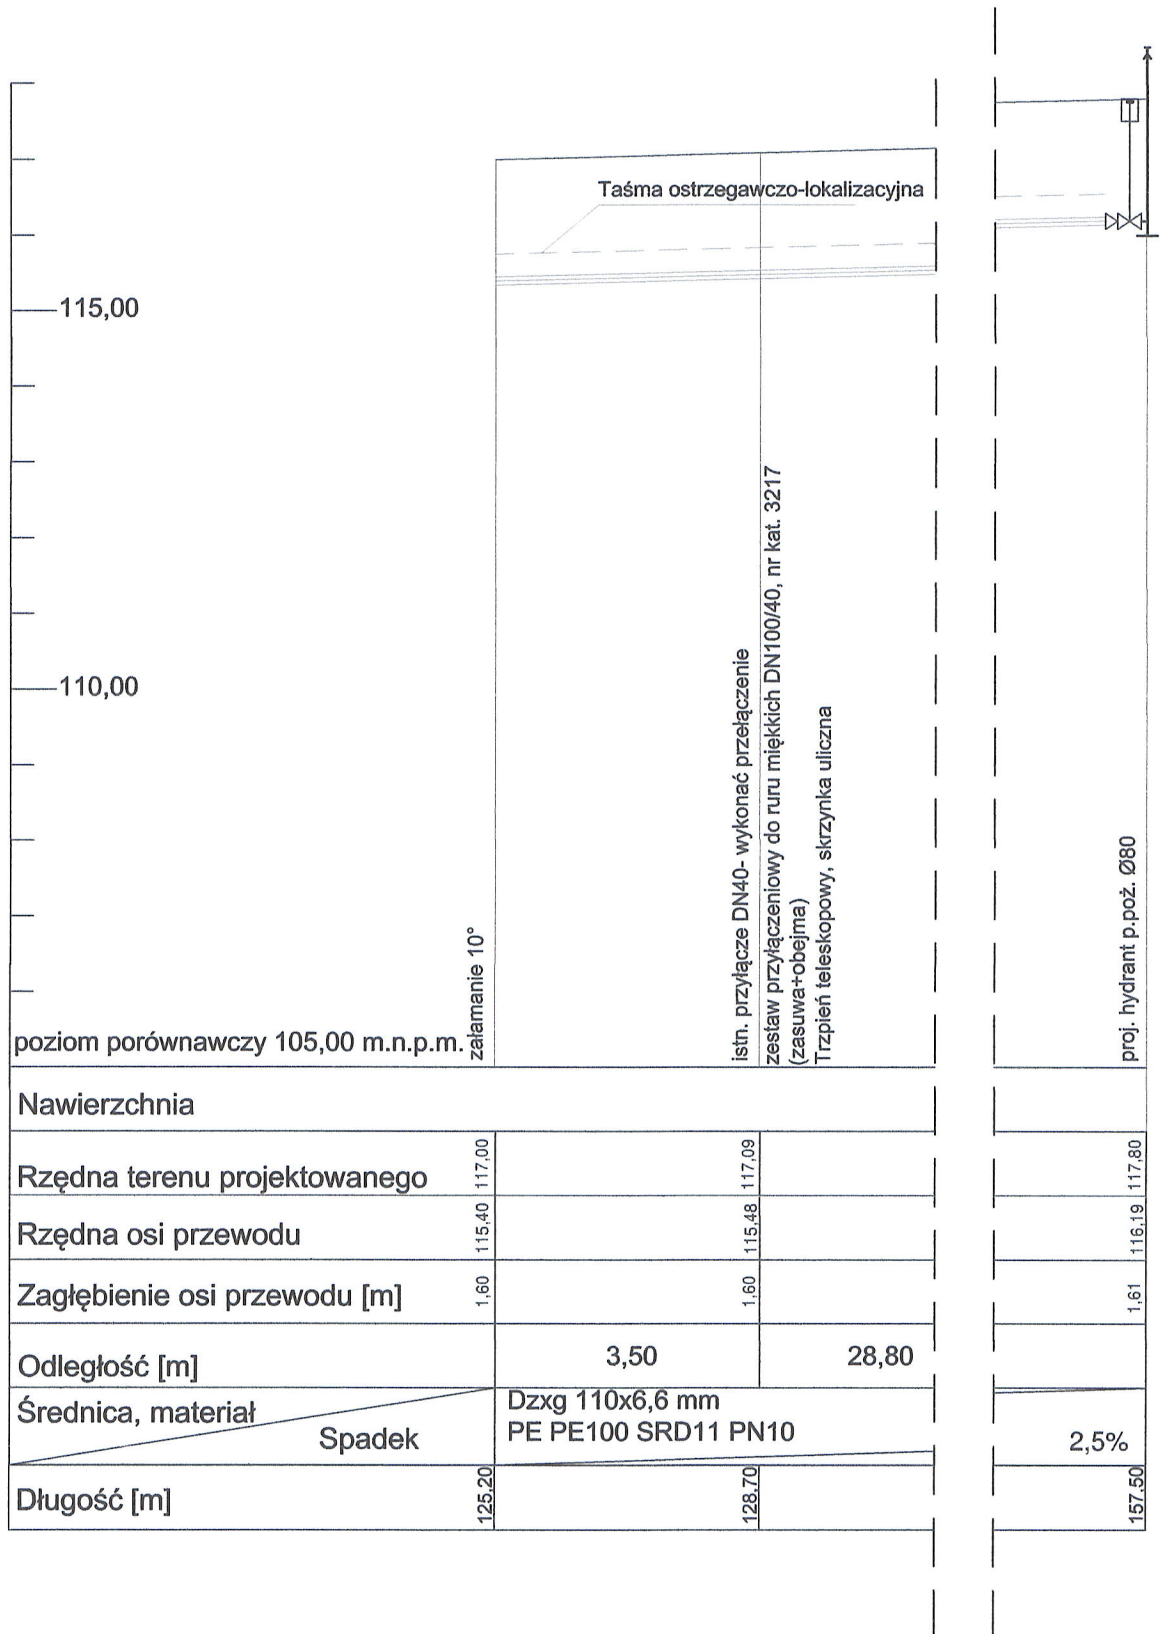 Taśma ostrzegawczo-lokalizacyjna
115,00
110,00
załamanie 10°
istn. przyłącze DN40- wykonać przełączenie
zestaw przyłączeniowy do ruru miękkich DN100/40, nr kat. 3217
(zasuwa+obejma)
Trzpień teleskopowy, skrzynka uliczna
proj. hydrant p.poż. Ø80
poziom porównawczy 105,00 m.n.p.m.
Nawierzchnia
Rzędna terenu projektowanego 117,00 117,09 117,80
Rzędna osi przewodu 115,40 115,48 116,19
Zagłębienie osi przewodu [m] 1,60 1,60 1,61
Odległość [m] 3,50 28,80
Średnica, materiał Dzxg 110x6,6 mm
Spadek PE PE100 SRD11 PN10 2,5%
Długość [m] 125,20 128,70 157,50